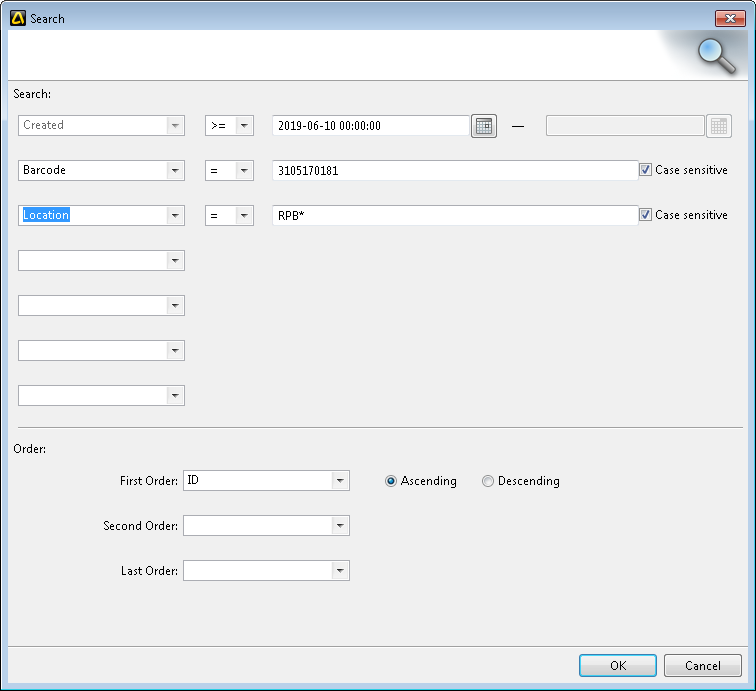 Search
Search:
Created >= 2019-06-10 00:00:00 —
Barcode = 3105170181 Case sensitive
Location = RPB* Case sensitive
Order:
First Order: ID Ascending Descending
Second Order:
Last Order:
OK Cancel